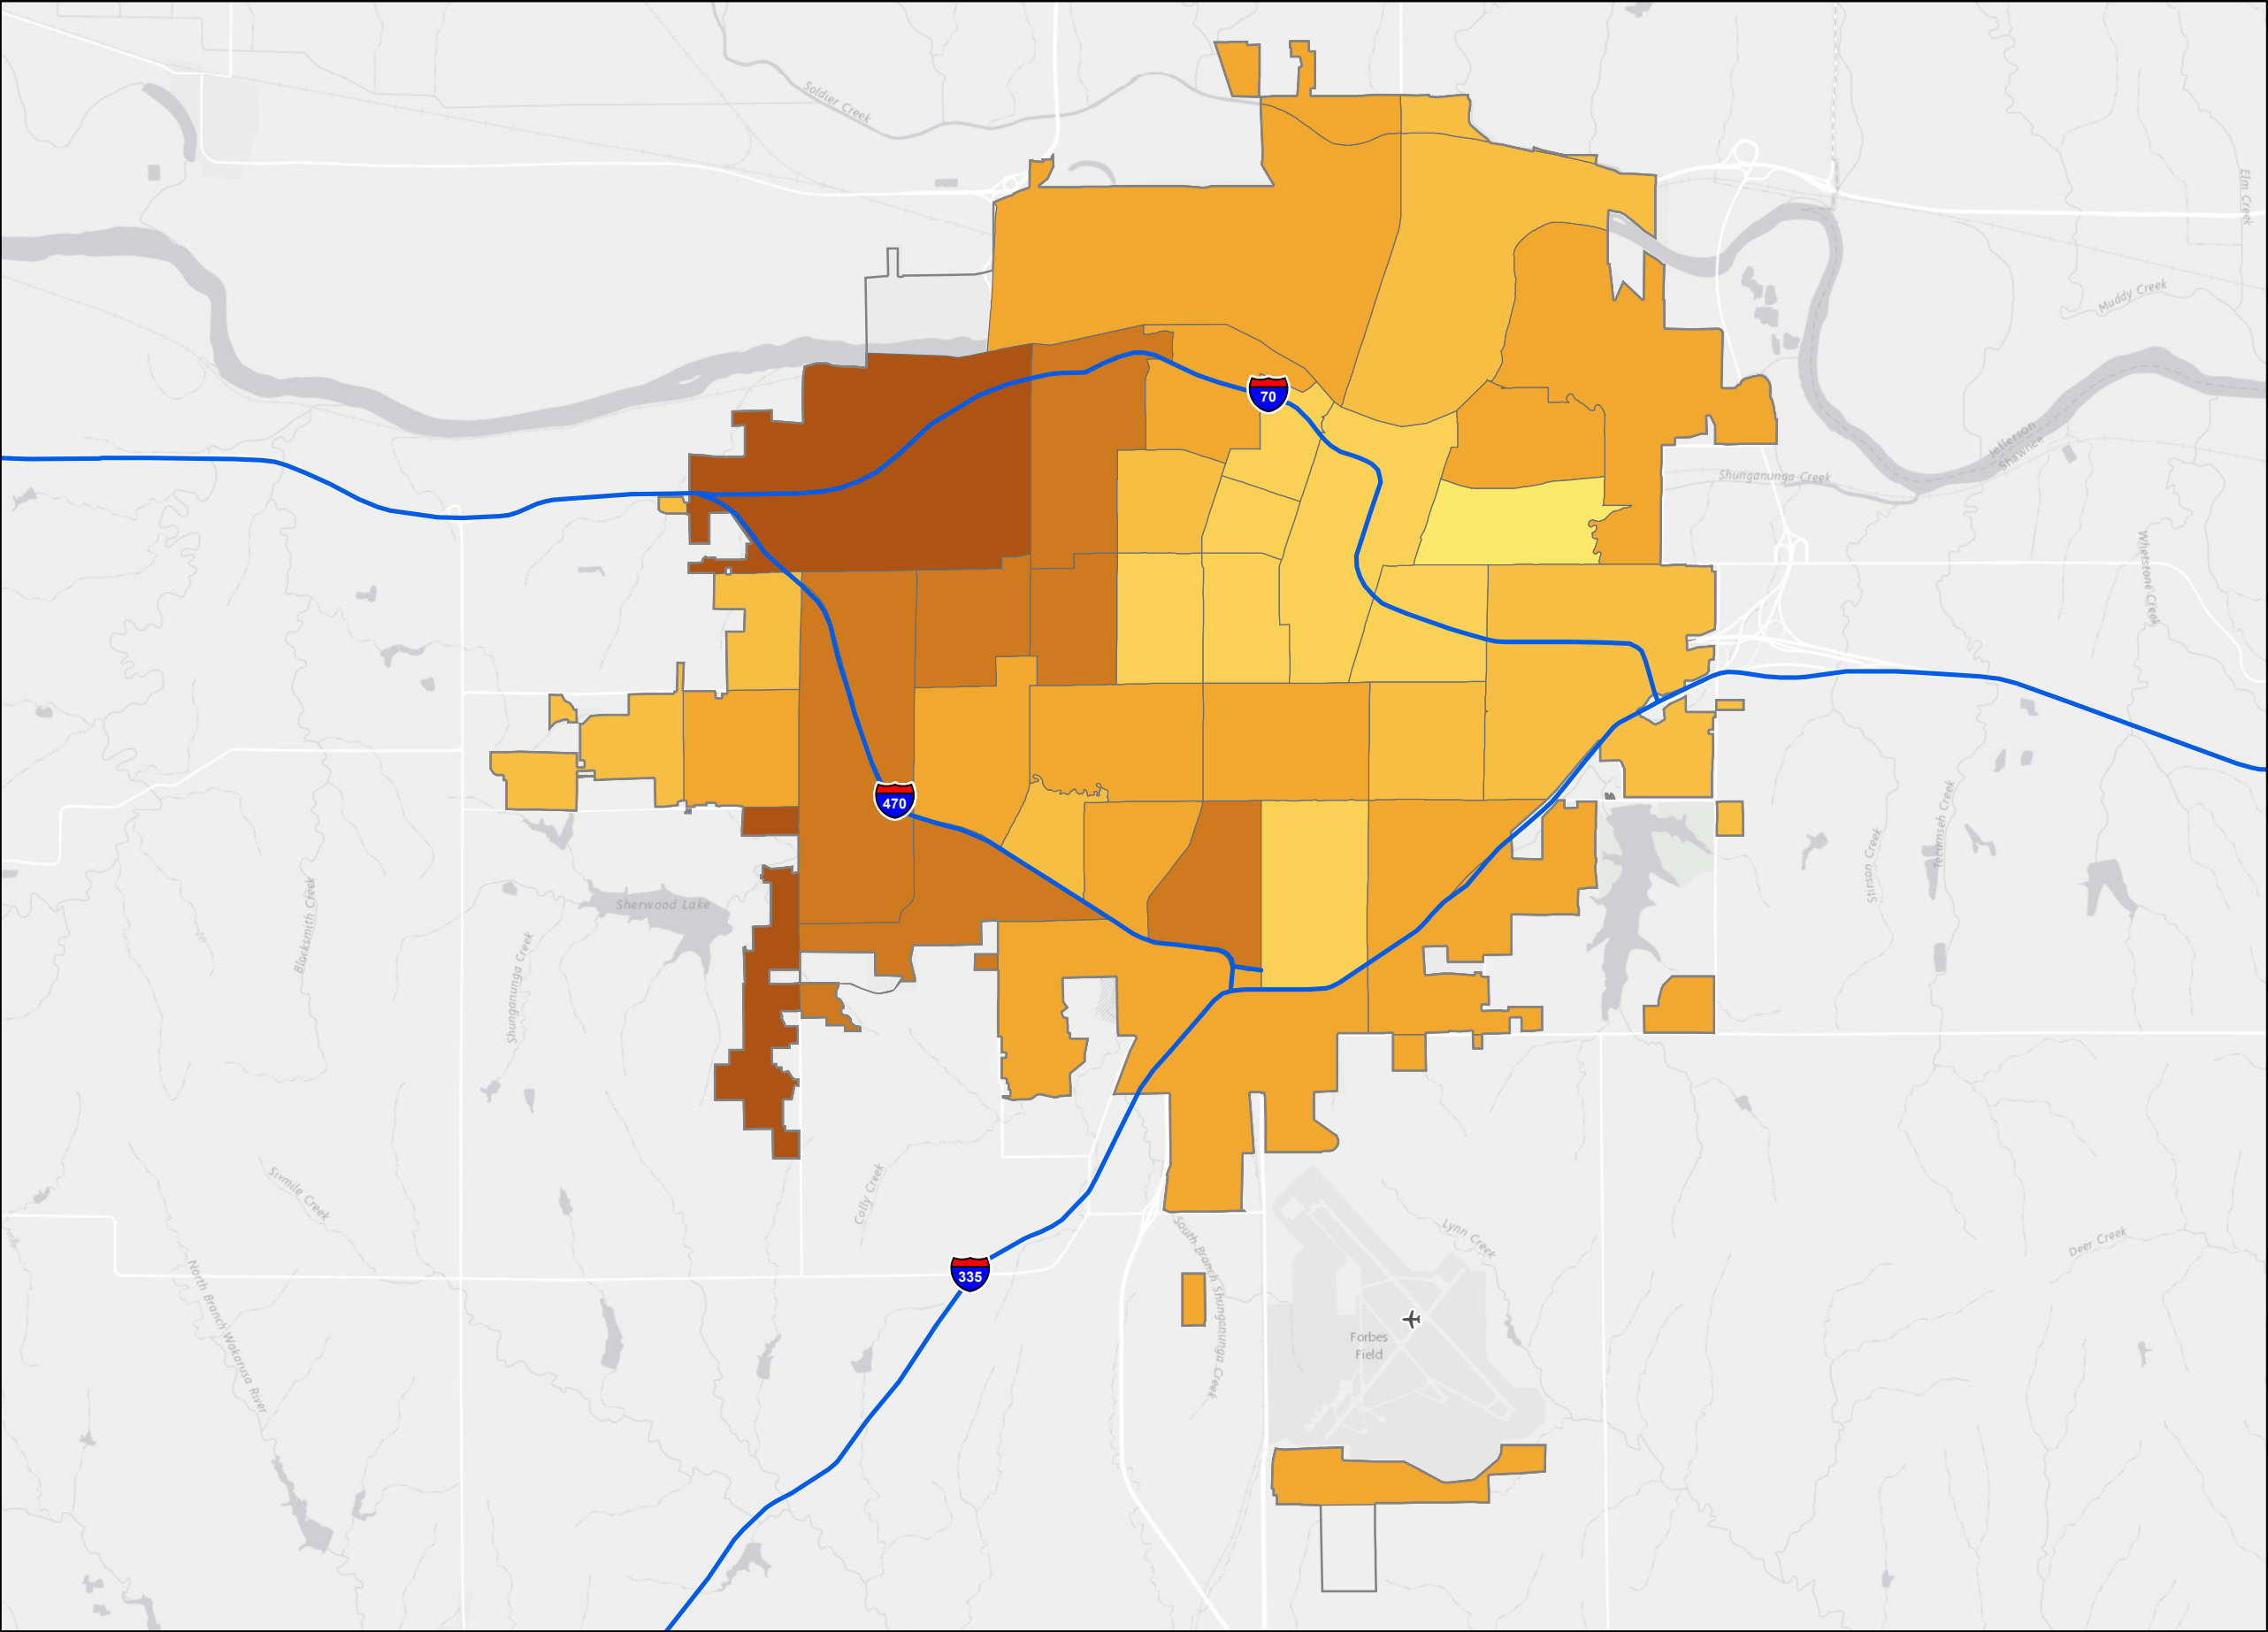 Soldier Creek
Elm Creek
Muddy Creek
70
Jefferson
Shawnee
Shunganunga Creek
Whetstone Creek
470
Tecumseh Creek
Stinson Creek
Sherwood Lake
Blacksmith Creek
Shunganunga Creek
Colly Creek
Sixmile Creek
South Branch Shunganunga Creek
Lynn Creek
Deer Creek
335
North Branch Wakarusa River
Forbes
Field